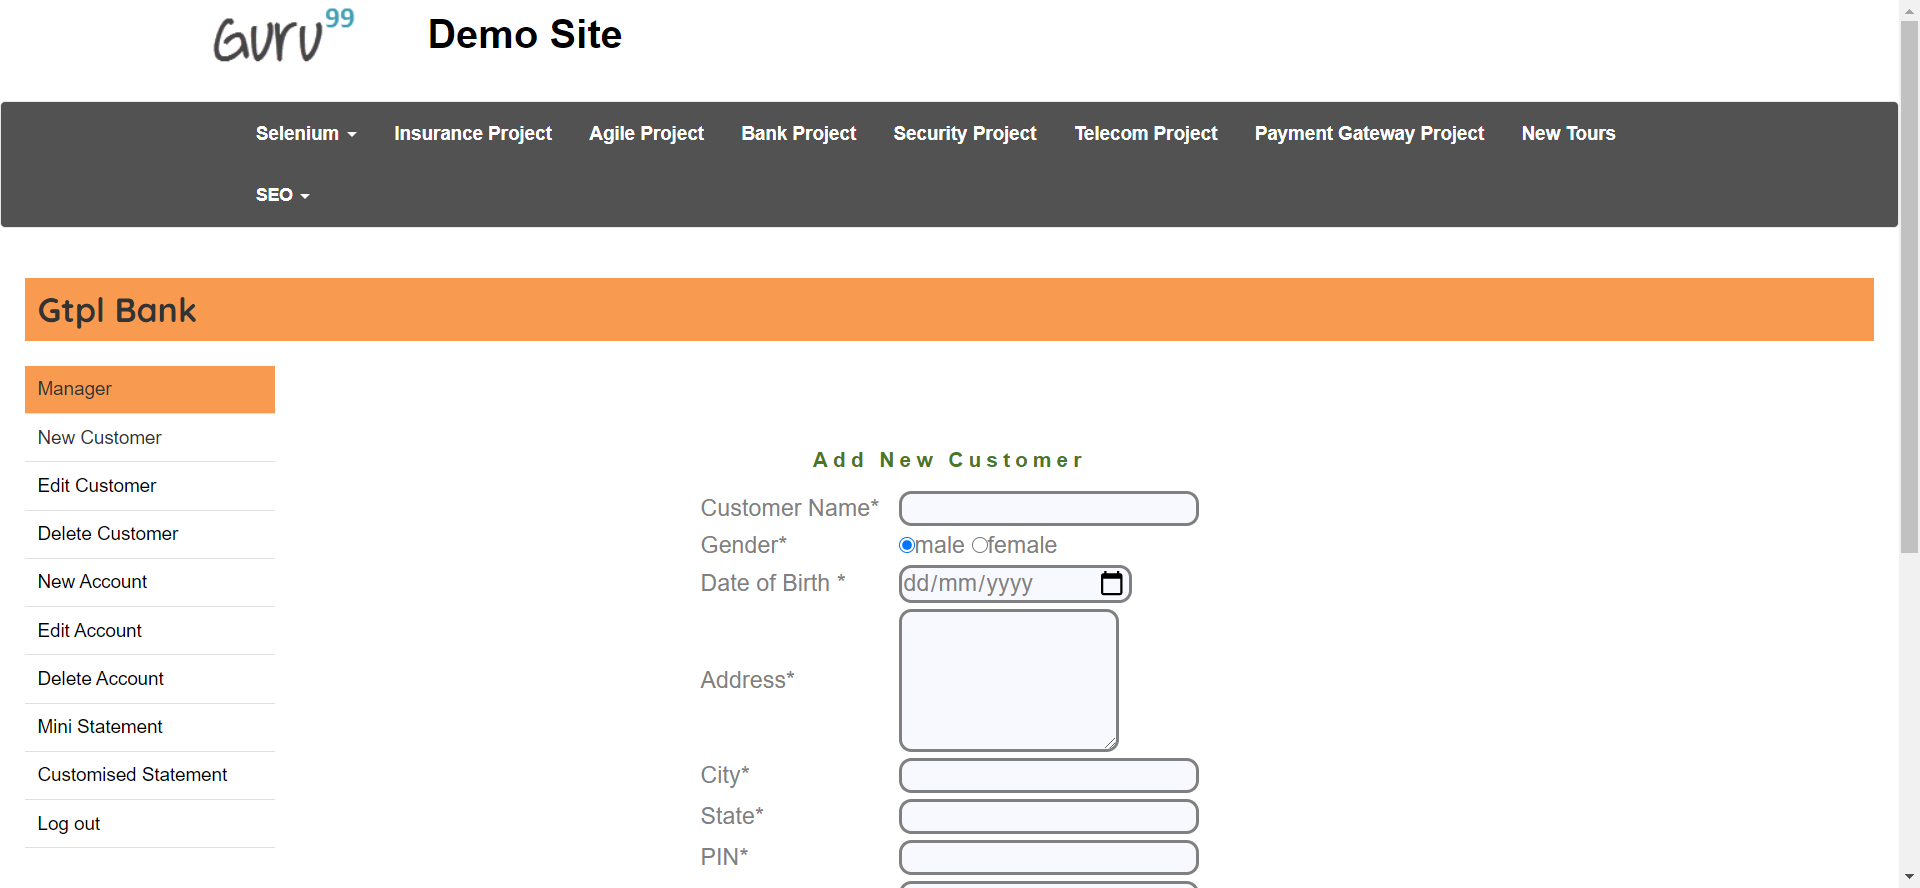 Guru99
Demo Site
Selenium
Insurance Project
Agile Project
Bank Project
Security Project
Telecom Project
Payment Gateway Project
New Tours
SEO
Gtpl Bank
Manager
New Customer
Edit Customer
Delete Customer
New Account
Edit Account
Delete Account
Mini Statement
Customised Statement
Log out
Add New Customer
Customer Name*
Gender* male female
Date of Birth * dd/mm/yyyy
Address*
City*
State*
PIN*